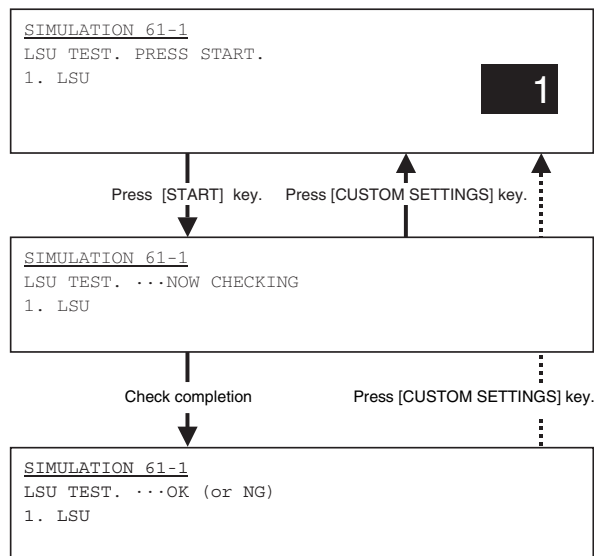 SIMULATION 61-1
LSU TEST. PRESS START.
1. LSU
1
Press [START] key. Press [CUSTOM SETTINGS] key.
SIMULATION 61-1
LSU TEST. ···NOW CHECKING
1. LSU
Check completion Press [CUSTOM SETTINGS] key.
SIMULATION 61-1
LSU TEST. ···OK (or NG)
1. LSU